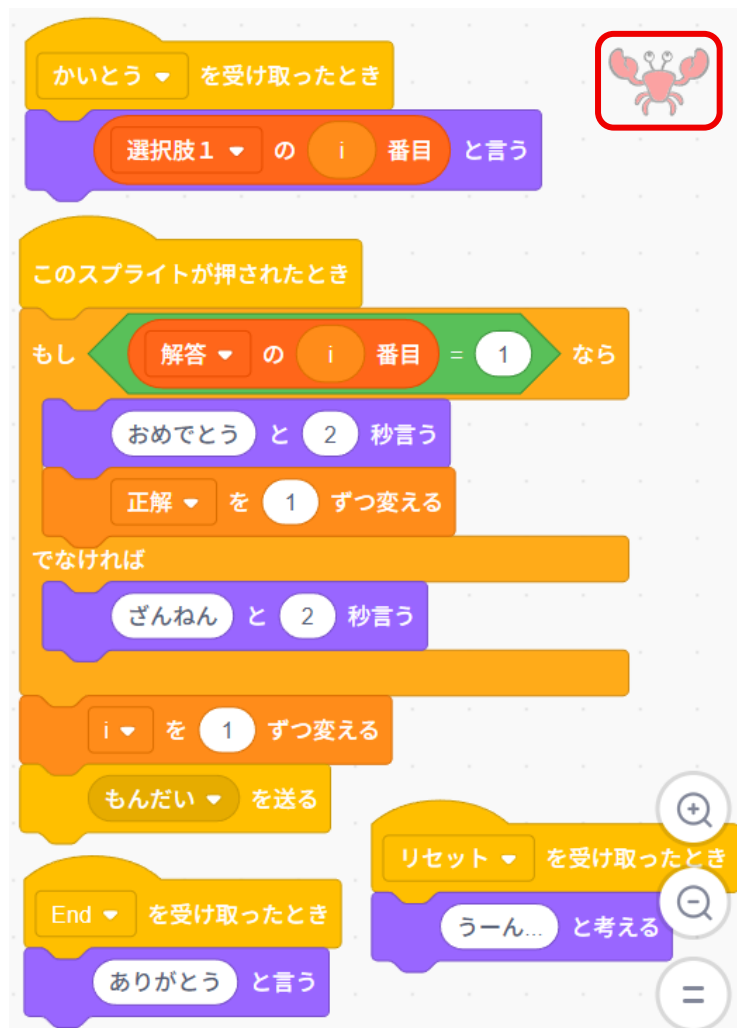 かいとう を受け取ったとき
選択肢１ の i 番目 と言う
このスプライトが押されたとき
もし 解答 の i 番目 = 1 なら
おめでとう と 2 秒言う
正解 を 1 ずつ変える
でなければ
ざんねん と 2 秒言う
i を 1 ずつ変える
もんだい を送る
リセット を受け取ったとき
うーん... と考える
End を受け取ったとき
ありがとう と言う